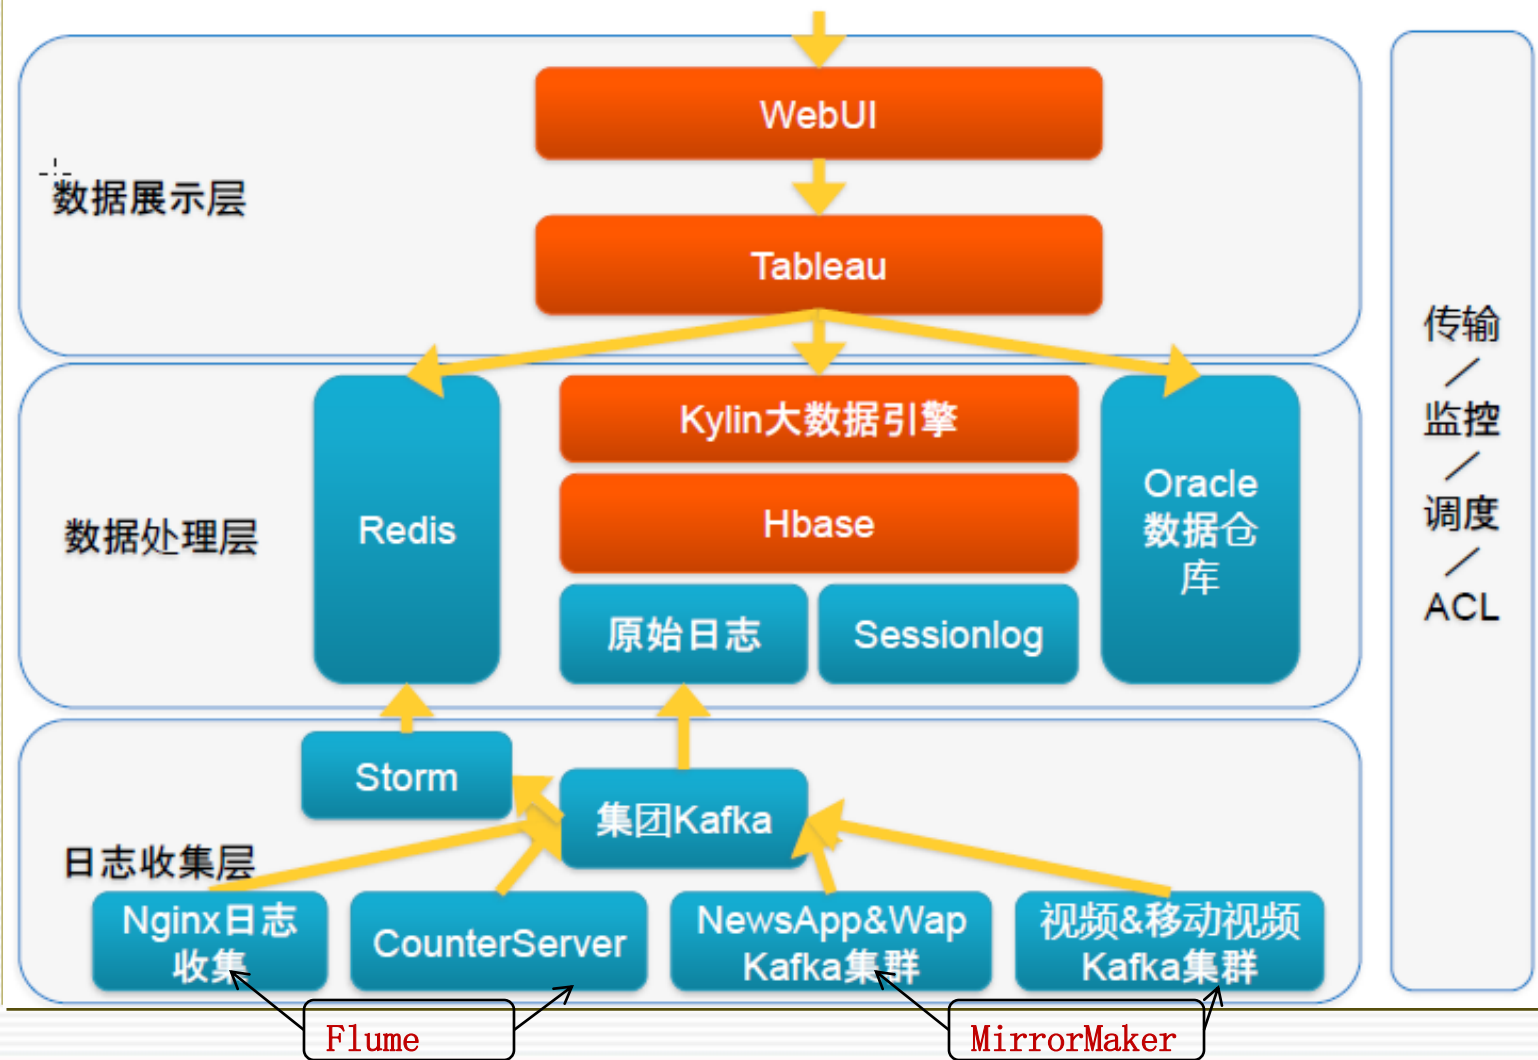 WebUI
数据展示层
Tableau
Kylin大数据引擎
Hbase
数据处理层
Redis
Oracle
数据仓
库
原始日志
Sessionlog
Storm
集团Kafka
日志收集层
Nginx日志
收集
CounterServer
NewsApp&Wap
Kafka集群
视频&移动视频
Kafka集群
Flume
MirrorMaker
传输
/
监控
/
调度
/
ACL